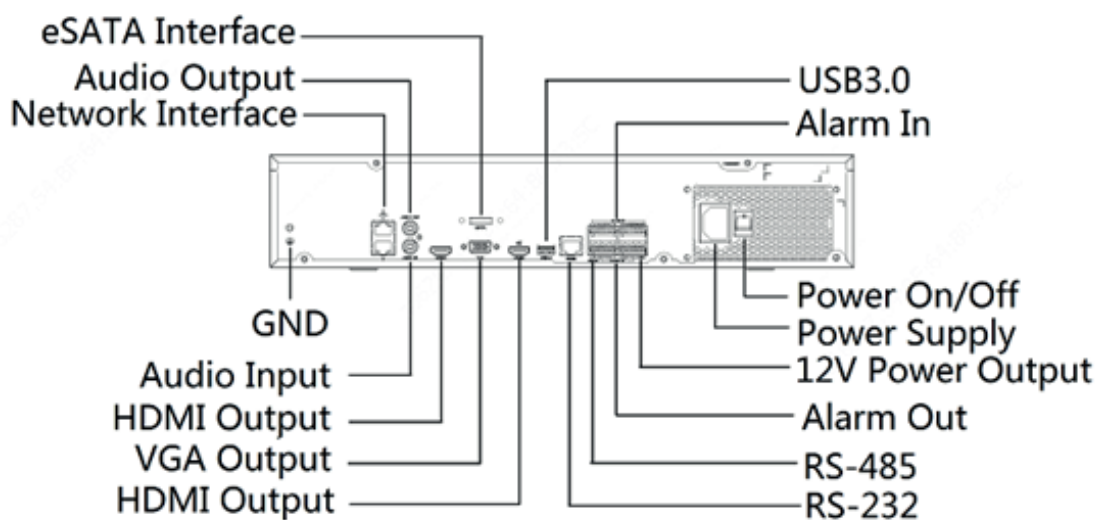 eSATA Interface
Audio Output
Network Interface
USB3.0
Alarm In
GND
Audio Input
HDMI Output
VGA Output
HDMI Output
Power On/Off
Power Supply
12V Power Output
Alarm Out
RS-485
RS-232